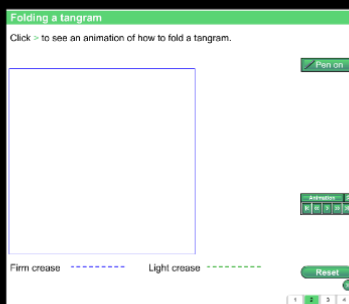 Folding a tangram
Click > to see an animation of how to fold a tangram.
Pen on
Animation
Firm crease
Light crease
Reset
1 2 3 4